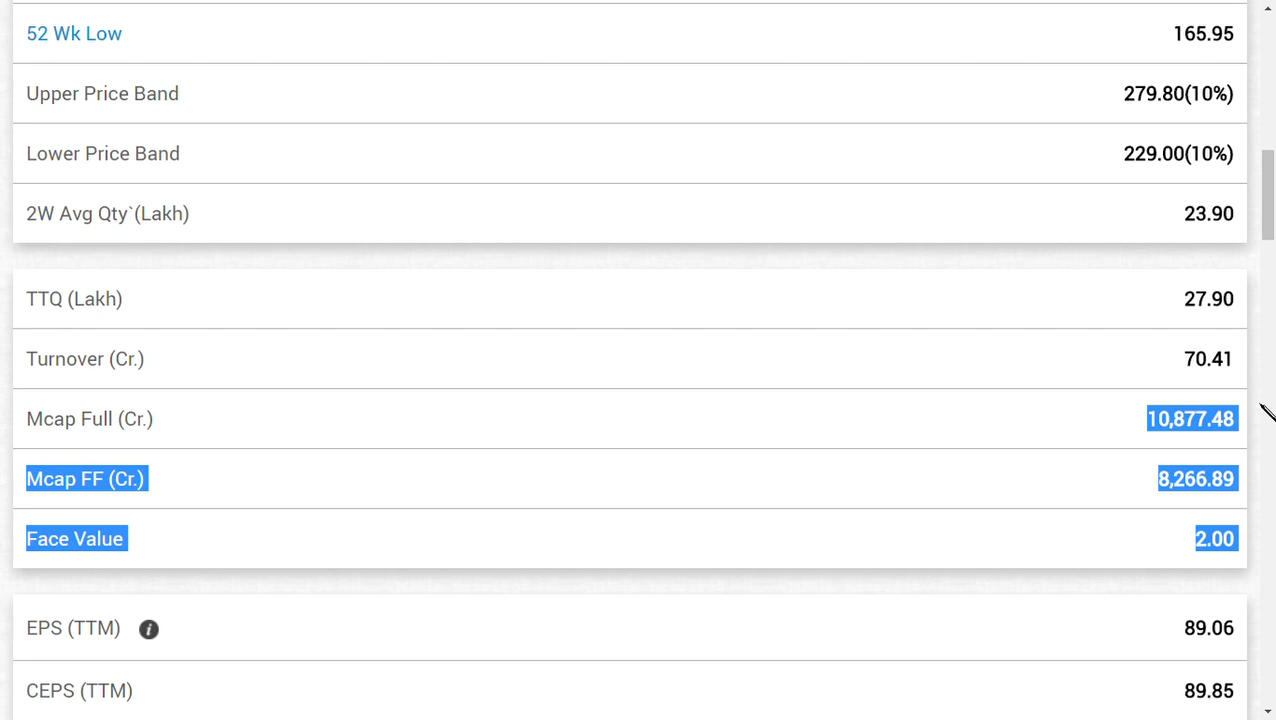 52 Wk Low 165.95
Upper Price Band 279.80(10%)
Lower Price Band 229.00(10%)
2W Avg Qty`(Lakh) 23.90
TTQ (Lakh) 27.90
Turnover (Cr.) 70.41
Mcap Full (Cr.) 10,877.48
Mcap FF (Cr.) 8,266.89
Face Value 2.00
EPS (TTM) i 89.06
CEPS (TTM) 89.85